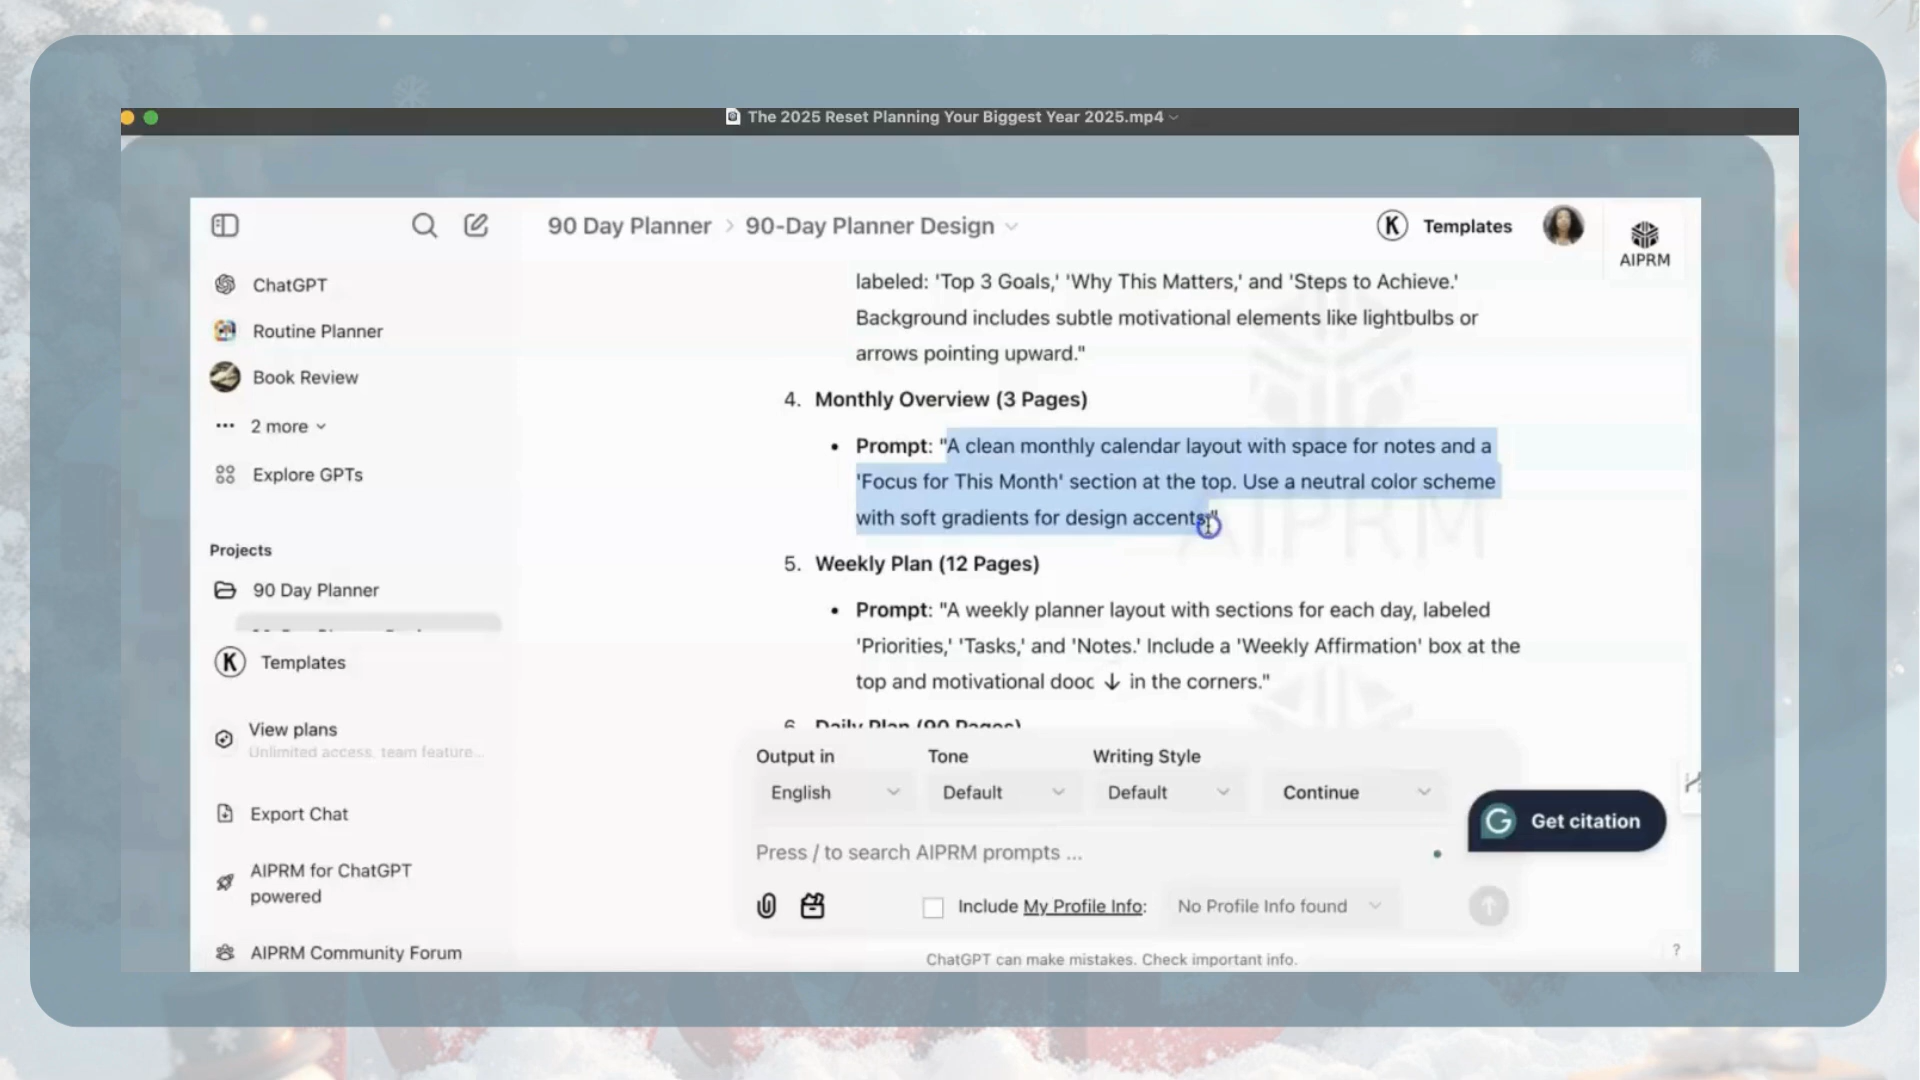 The 2025 Reset Planning Your Biggest Year 2025.mp4
90 Day Planner > 90-Day Planner Design
K Templates
AIPRM
ChatGPT
Routine Planner
Book Review
2 more
Explore GPTs
Projects
90 Day Planner
K Templates
View plans
Unlimited access, team feature...
Export Chat
AIPRM for ChatGPT
powered
AIPRM Community Forum
labeled: 'Top 3 Goals,' 'Why This Matters,' and 'Steps to Achieve.'
Background includes subtle motivational elements like lightbulbs or
arrows pointing upward."
4. Monthly Overview (3 Pages)
• Prompt: "A clean monthly calendar layout with space for notes and a
'Focus for This Month' section at the top. Use a neutral color scheme
with soft gradients for design accents."
5. Weekly Plan (12 Pages)
• Prompt: "A weekly planner layout with sections for each day, labeled
'Priorities,' 'Tasks,' and 'Notes.' Include a 'Weekly Affirmation' box at the
top and motivational in the corners."
6. Daily Plan (90 Pages)
Output in
Tone
Writing Style
English
Default
Default
Continue
Get citation
Press / to search AIPRM prompts ...
Include My Profile Info:
No Profile Info found
ChatGPT can make mistakes. Check important info.
?
AIPRM